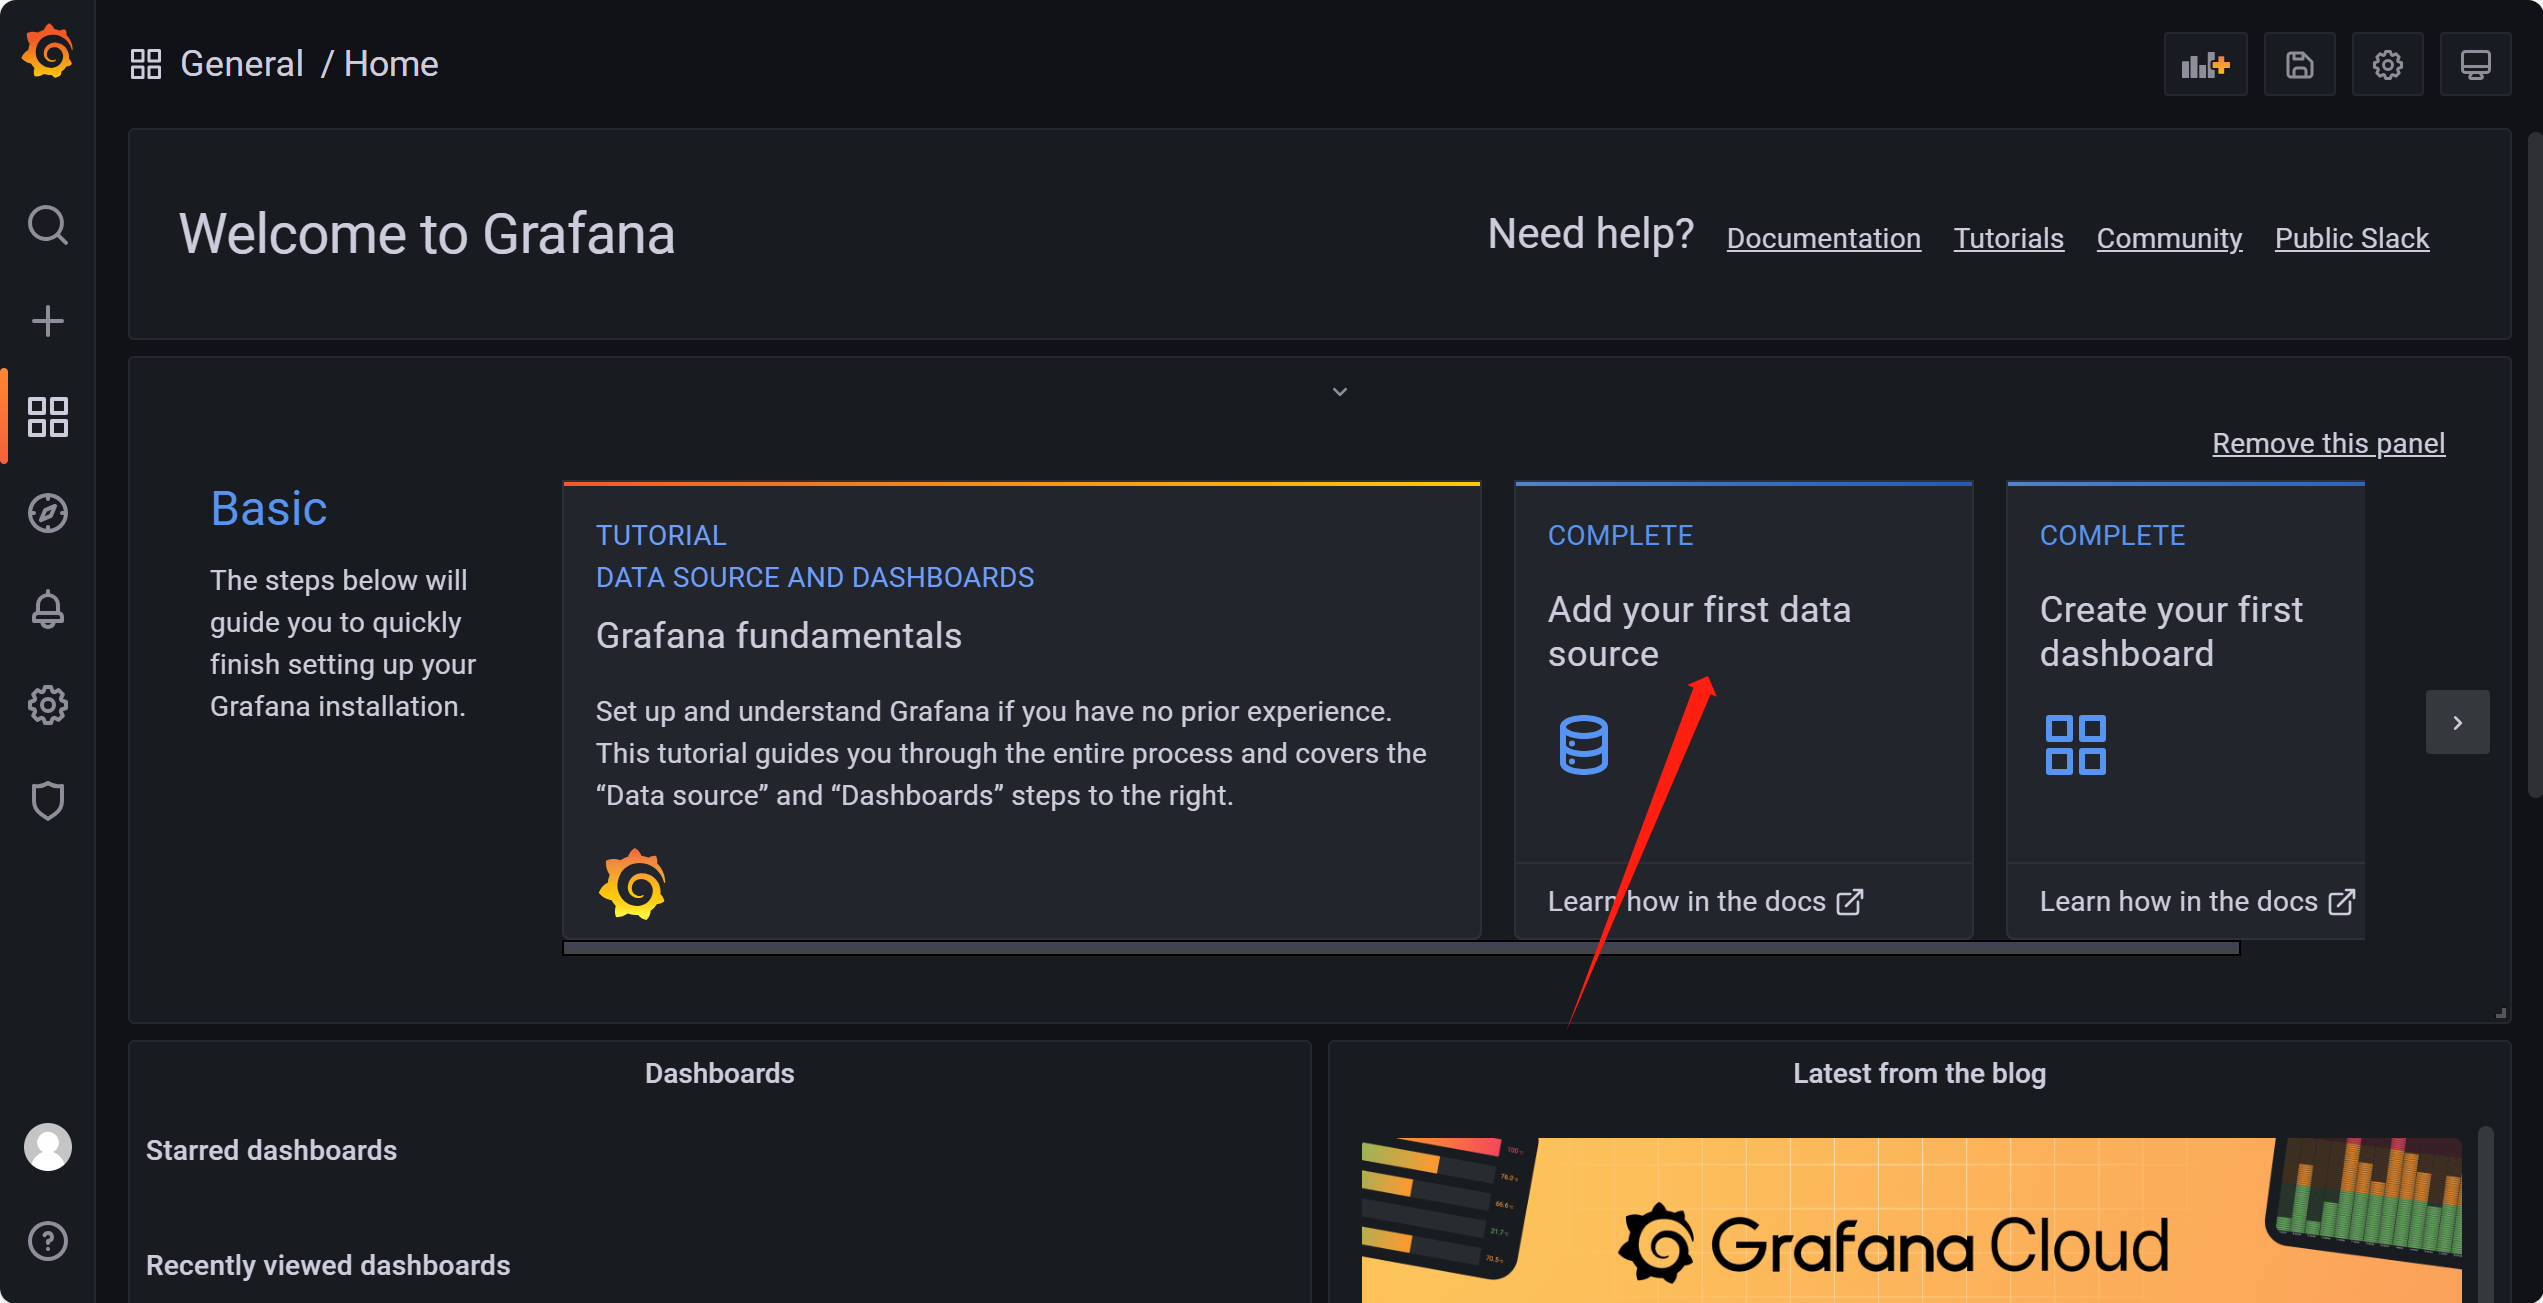 General / Home
Welcome to Grafana
Need help? Documentation Tutorials Community Public Slack
Remove this panel
Basic
The steps below will
guide you to quickly
finish setting up your
Grafana installation.
TUTORIAL
DATA SOURCE AND DASHBOARDS
Grafana fundamentals
Set up and understand Grafana if you have no prior experience.
This tutorial guides you through the entire process and covers the
“Data source” and “Dashboards” steps to the right.
COMPLETE
Add your first data
source
Learn how in the docs
COMPLETE
Create your first
dashboard
Learn how in the docs
Dashboards
Starred dashboards
Recently viewed dashboards
Latest from the blog
Grafana Cloud